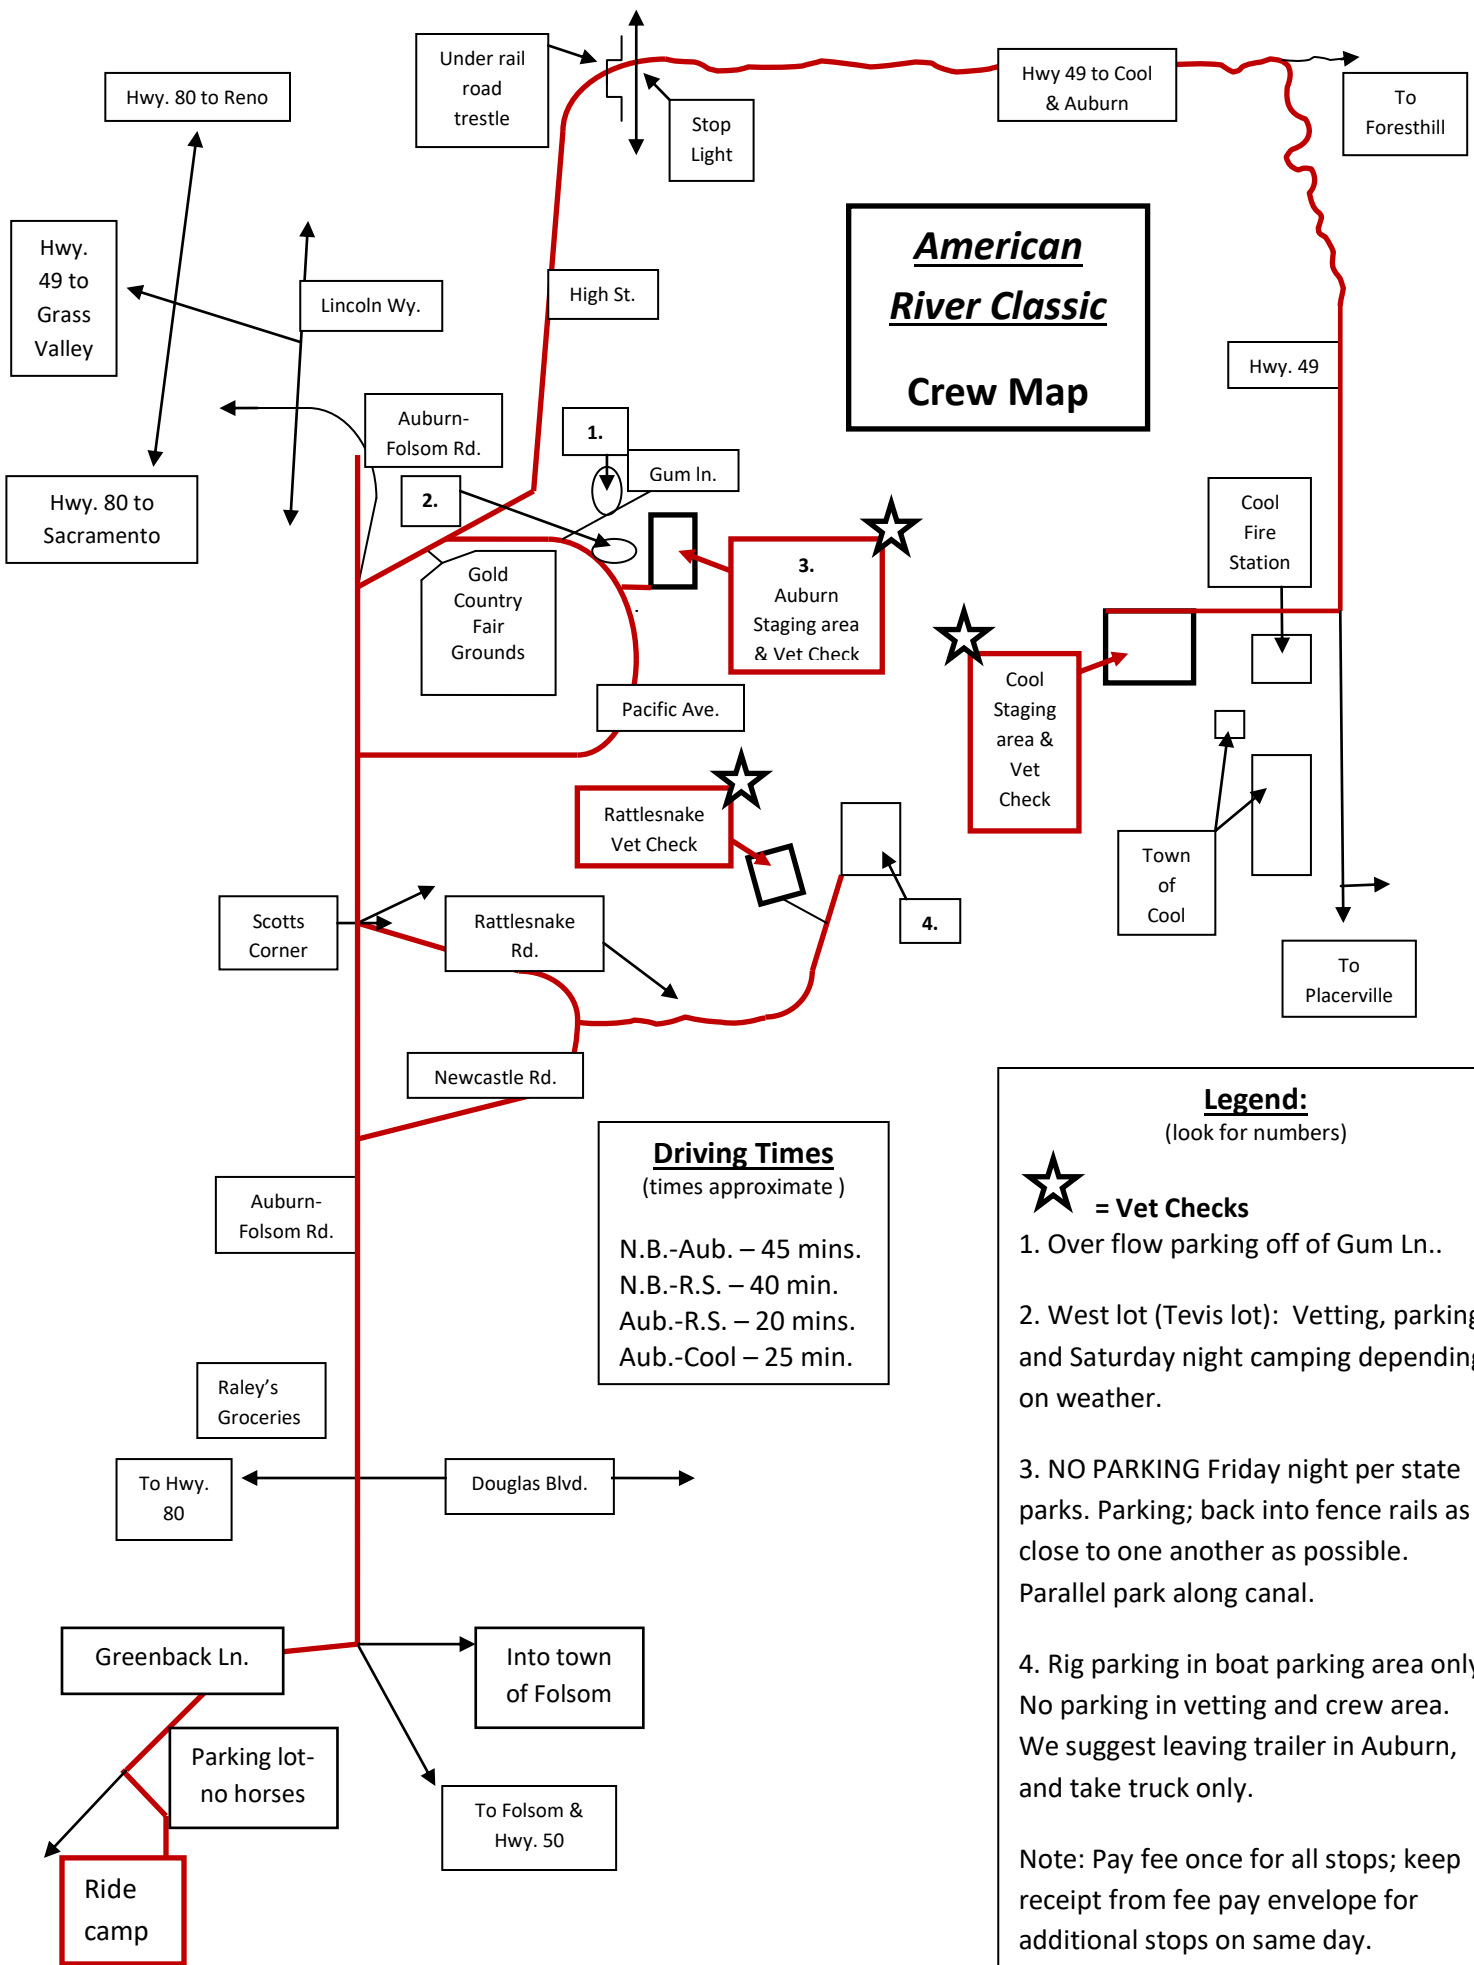 Under rail
road
trestle
Stop
Light
Hwy 49 to Cool
& Auburn
To
Foresthill
Hwy. 80 to Reno
Hwy.
49 to
Grass
Valley
Lincoln Wy.
High St.
American
River Classic
Crew Map
Hwy. 49
Auburn-
Folsom Rd.
1.
Gum ln.
2.
Hwy. 80 to
Sacramento
Cool
Fire
Station
Gold
Country
Fair
Grounds
3.
Auburn
Staging area
& Vet Check
.
Pacific Ave.
Cool
Staging
area &
Vet
Check
Rattlesnake
Vet Check
Town
of
Cool
Scotts
Corner
Rattlesnake
Rd.
4.
To
Placerville
Newcastle Rd.
Auburn-
Folsom Rd.
Driving Times
(times approximate )
N.B.-Aub. – 45 mins.
N.B.-R.S. – 40 min.
Aub.-R.S. – 20 mins.
Aub.-Cool – 25 min.
Raley's
Groceries
To Hwy.
80
Douglas Blvd.
Greenback Ln.
Into town
of Folsom
Parking lot-
no horses
To Folsom &
Hwy. 50
Ride
camp
Legend:
(look for numbers)
= Vet Checks
1. Over flow parking off of Gum Ln..
2. West lot (Tevis lot): Vetting, parking
and Saturday night camping depending
on weather.
3. NO PARKING Friday night per state
parks. Parking; back into fence rails as
close to one another as possible.
Parallel park along canal.
4. Rig parking in boat parking area only
No parking in vetting and crew area.
We suggest leaving trailer in Auburn,
and take truck only.
Note: Pay fee once for all stops; keep
receipt from fee pay envelope for
additional stops on same day.